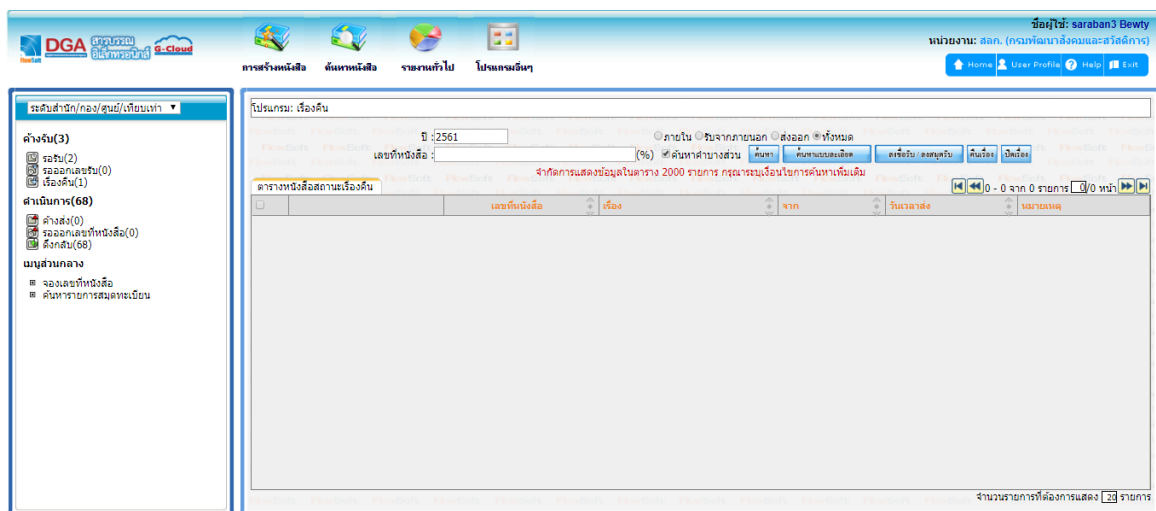 ชื่อผู้ใช้: saraban3 Bewty
DGA สารบรรณ อิเล็กทรอนิกส์ G-Cloud
FlowSoft
หน่วยงาน: สลก. (กรมพัฒนาสังคมและสวัสดิการ)
การสร้างหนังสือ ค้นหาหนังสือ รายงานทั่วไป โปรแกรมอื่นๆ
Home User Profile Help Exit
ระดับสำนัก/กอง/ศูนย์/เทียบเท่า
ค้างรับ(3)
รอรับ(2)
รอออกเลขรับ(0)
เรื่องคืน(1)
ดำเนินการ(68)
ค้างส่ง(0)
รอออกเลขที่หนังสือ(0)
ดึงกลับ(68)
เมนูส่วนกลาง
จองเลขที่หนังสือ
ค้นหารายการสมุดทะเบียน
โปรแกรม: เรื่องคืน
ปี : 2561 ภายใน รับจากภายนอก ส่งออก ทั้งหมด
เลขที่หนังสือ : (%) ค้นหาคำบางส่วน ค้นหา ค้นหาแบบละเอียด ลงชื่อรับ / ลงสมุดรับ คืนเรื่อง ปิดเรื่อง
จำกัดการแสดงข้อมูลในตาราง 2000 รายการ กรุณาระบุเงื่อนไขการค้นหาเพิ่มเติม
ตารางหนังสือสถานะเรื่องคืน 0 - 0 จาก 0 รายการ 0/0 หน้า
เลขที่หนังสือ เรื่อง จาก วันเวลาส่ง หมายเหตุ
จำนวนรายการที่ต้องการแสดง 20 รายการ